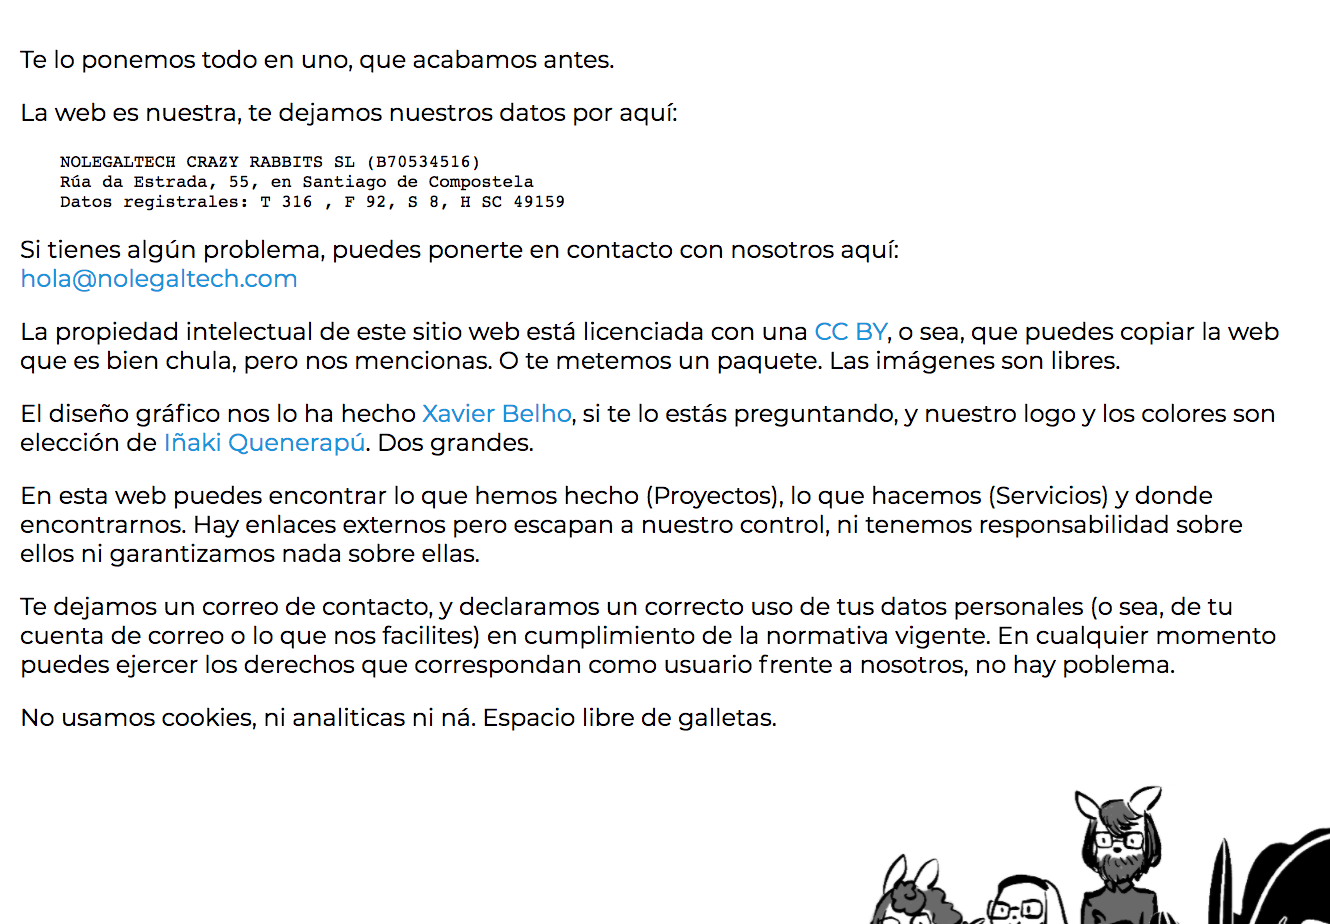 Te lo ponemos todo en uno, que acabamos antes.
La web es nuestra, te dejamos nuestros datos por aquí:
NOLEGALTECH CRAZY RABBITS SL (B70534516)
Rúa da Estrada, 55, en Santiago de Compostela
Datos registrales: T 316 , F 92, S 8, H SC 49159
Si tienes algún problema, puedes ponerte en contacto con nosotros aquí:
hola@nolegaltech.com
La propiedad intelectual de este sitio web está licenciada con una CC BY, o sea, que puedes copiar la web
que es bien chula, pero nos mencionas. O te metemos un paquete. Las imágenes son libres.
El diseño gráfico nos lo ha hecho Xavier Belho, si te lo estás preguntando, y nuestro logo y los colores son
elección de Iñaki Quenerapú. Dos grandes.
En esta web puedes encontrar lo que hemos hecho (Proyectos), lo que hacemos (Servicios) y donde
encontrarnos. Hay enlaces externos pero escapan a nuestro control, ni tenemos responsabilidad sobre
ellos ni garantizamos nada sobre ellas.
Te dejamos un correo de contacto, y declaramos un correcto uso de tus datos personales (o sea, de tu
cuenta de correo o lo que nos facilites) en cumplimiento de la normativa vigente. En cualquier momento
puedes ejercer los derechos que correspondan como usuario frente a nosotros, no hay poblema.
No usamos cookies, ni analiticas ni ná. Espacio libre de galletas.